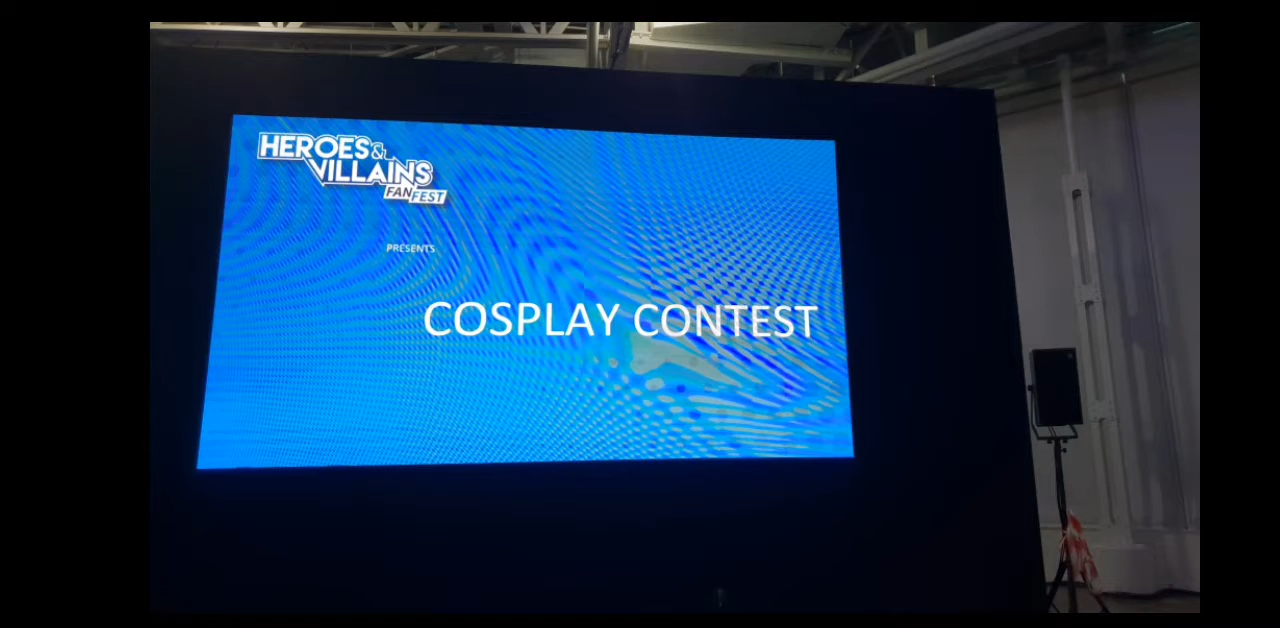 HEROES &
VILLAINS
FAN FEST
PRESENTS
COSPLAY CONTEST